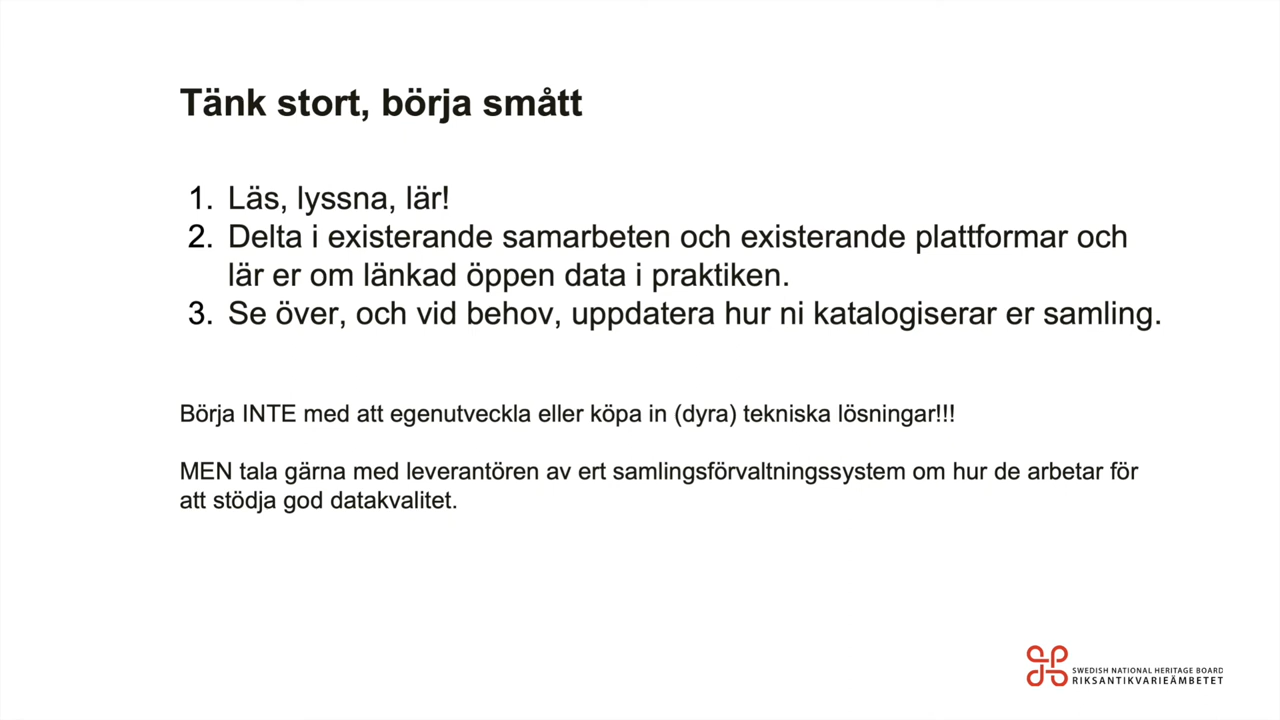 Tänk stort, börja smått
1. Läs, lyssna, lär!
2. Delta i existerande samarbeten och existerande plattformar och
lär er om länkad öppen data i praktiken.
3. Se över, och vid behov, uppdatera hur ni katalogiserar er samling.
Börja INTE med att egenutveckla eller köpa in (dyra) tekniska lösningar!!!
MEN tala gärna med leverantören av ert samlingsförvaltningssystem om hur de arbetar för
att stödja god datakvalitet.
SWEDISH NATIONAL HERITAGE BOARD
RIKSANTIKVARIEÄMBETET